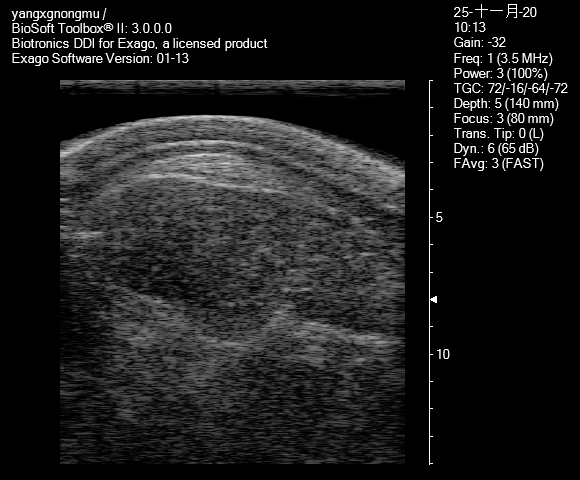 yangxgnongmu /
BioSoft Toolbox® II: 3.0.0.0
Biotronics DDI for Exago, a licensed product
Exago Software Version: 01-13
25-十一月-20
10:13
Gain: -32
Freq: 1 (3.5 MHz)
Power: 3 (100%)
TGC: 72/-16/-64/-72
Depth: 5 (140 mm)
Focus: 3 (80 mm)
Trans. Tip: 0 (L)
Dyn.: 6 (65 dB)
FAvg: 3 (FAST)
5
10